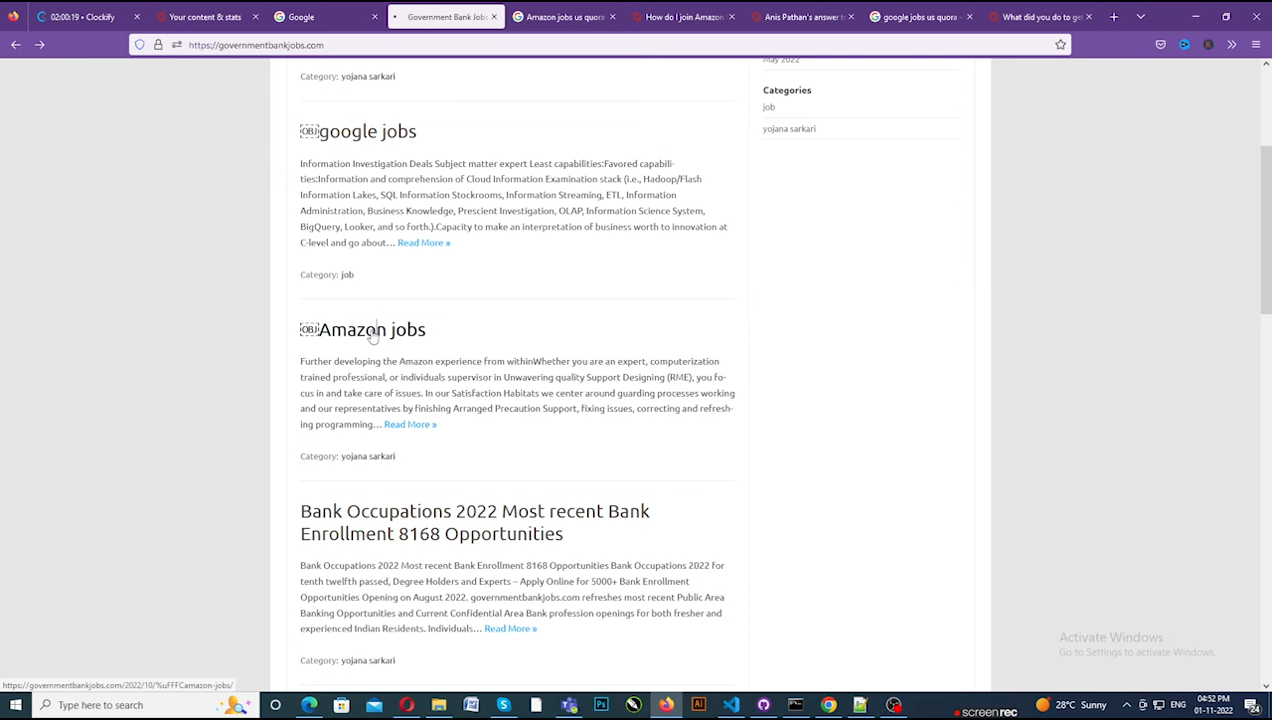 02:00:19 • Clockify
Your content & stats
Google
Government Bank Jobs
Amazon jobs us quora
How do I join Amazon
Anis Pathan's answer to
google jobs us quora -
What did you do to get
https://governmentbankjobs.com
Category: yojana sarkari
May 2022
Categories
job
yojana sarkari
OBJ google jobs
Information Investigation Deals Subject matter expert Least capabilities:Favored capabili-
ties:Information and comprehension of Cloud Information Examination stack (i.e., Hadoop/Flash
Information Lakes, SQL Information Stockrooms, Information Streaming, ETL, Information
Administration, Business Knowledge, Prescient Investigation, OLAP, Information Science System,
BigQuery, Looker, and so forth.).Capacity to make an interpretation of business worth to innovation at
C-level and go about… Read More »
Category: job
OBJ Amazon jobs
Further developing the Amazon experience from withinWhether you are an expert, computerization
trained professional, or individuals supervisor in Unwavering quality Support Designing (RME), you fo-
cus in and take care of issues. In our Satisfaction Habitats we center around guarding processes working
and our representatives by finishing Arranged Precaution Support, fixing issues, correcting and refresh-
ing programming… Read More »
Category: yojana sarkari
Bank Occupations 2022 Most recent Bank
Enrollment 8168 Opportunities
Bank Occupations 2022 Most recent Bank Enrollment 8168 Opportunities Bank Occupations 2022 for
tenth twelfth passed, Degree Holders and Experts – Apply Online for 5000+ Bank Enrollment
Opportunities Opening on August 2022. governmentbankjobs.com refreshes most recent Public Area
Banking Opportunities and Current Confidential Area Bank profession openings for both fresher and
experienced Indian Residents. Individuals… Read More »
Category: yojana sarkari
Activate Windows
Go to Settings to activate Windows.
https://governmentbankjobs.com/2022/10/%uFFFCamazon-jobs/
Type here to search
28°C Sunny
ENG
04:52 PM
01-11-2022
24
screenrec